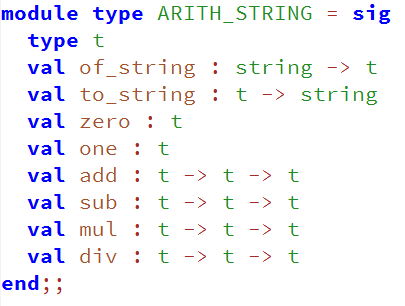 module type ARITH_STRING = sig
  type t
  val of_string : string -> t
  val to_string : t -> string
  val zero : t
  val one : t
  val add : t -> t -> t
  val sub : t -> t -> t
  val mul : t -> t -> t
  val div : t -> t -> t
end;;